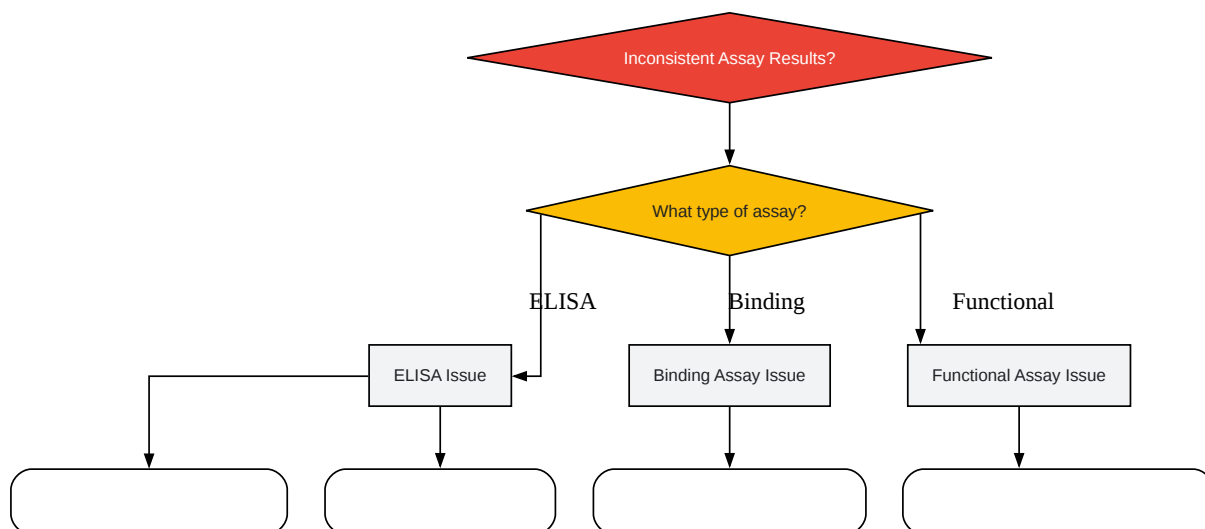 Inconsistent Assay Results?
What type of assay?
ELISA
Binding
Functional
ELISA Issue
Binding Assay Issue
Functional Assay Issue